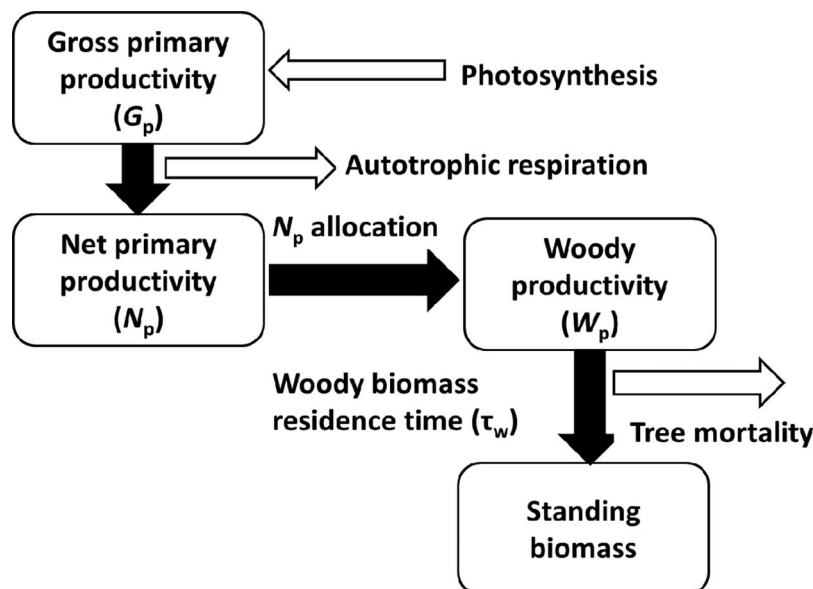 Gross primary
productivity
(Gp)
Photosynthesis
Autotrophic respiration
Net primary
productivity
(Np)
Np allocation
Woody
productivity
(Wp)
Woody biomass
residence time (τw)
Tree mortality
Standing
biomass